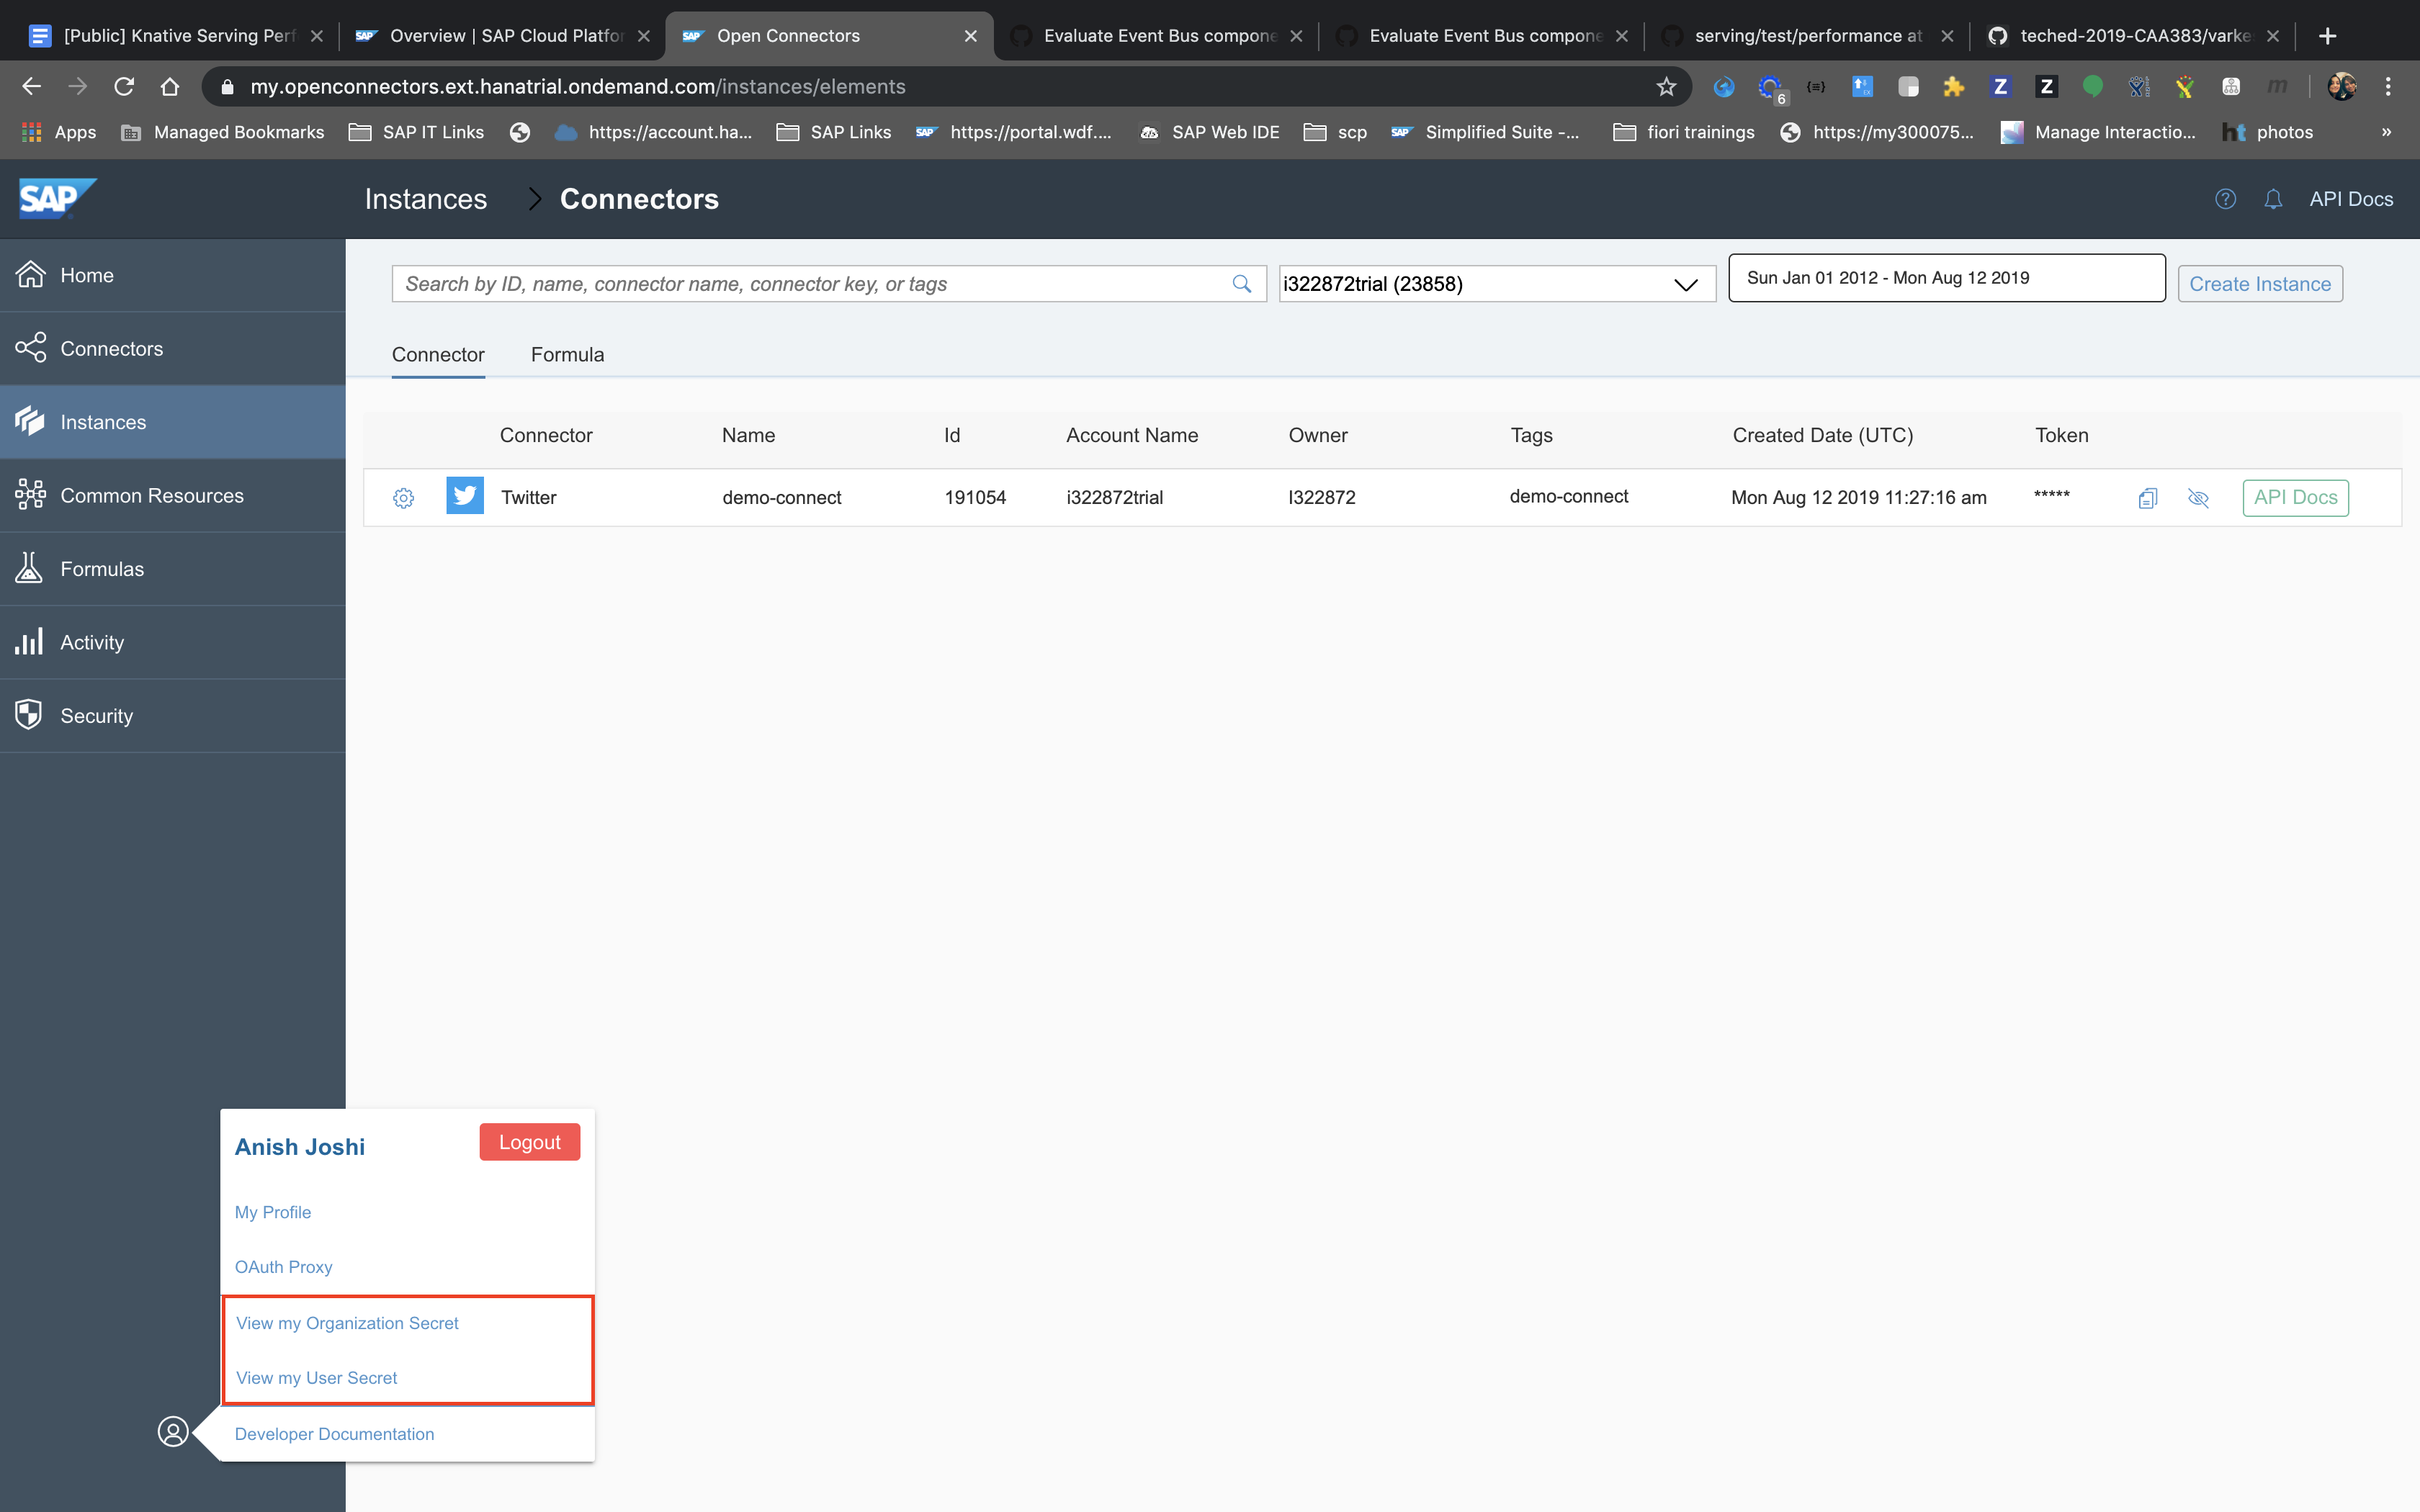 [Public] Knative Serving Perf
Overview | SAP Cloud Platfor
Open Connectors
Evaluate Event Bus compone
Evaluate Event Bus compone
serving/test/performance at
teched-2019-CAA383/varke
my.openconnectors.ext.hanatrial.ondemand.com/instances/elements
6
Apps
Managed Bookmarks
SAP IT Links
https://account.ha...
SAP Links
https://portal.wdf....
SAP Web IDE
scp
Simplified Suite -...
fiori trainings
https://my300075...
Manage Interactio...
ht photos
»
SAP
Instances > Connectors
API Docs
Home
Connectors
Instances
Common Resources
Formulas
Activity
Security
Search by ID, name, connector name, connector key, or tags
i322872trial (23858)
Sun Jan 01 2012 - Mon Aug 12 2019
Create Instance
Connector Formula
Connector Name Id Account Name Owner Tags Created Date (UTC) Token
Twitter demo-connect 191054 i322872trial I322872 demo-connect Mon Aug 12 2019 11:27:16 am ***** API Docs
Anish Joshi
Logout
My Profile
OAuth Proxy
View my Organization Secret
View my User Secret
Developer Documentation